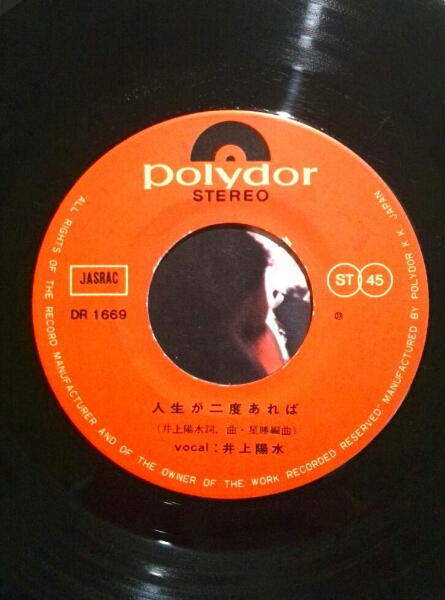 polydor
STEREO
JASRAC
DR 1669
ST 45
人生が二度あれば
(井上陽水詞、曲・星勝編曲)
vocal:井上陽水
ALL RIGHTS OF THE RECORD MANUFACTURER AND OF THE OWNER OF THE WORK RECORDED RESERVED. MANUFACTURED BY POLYDOR K.K. JAPAN